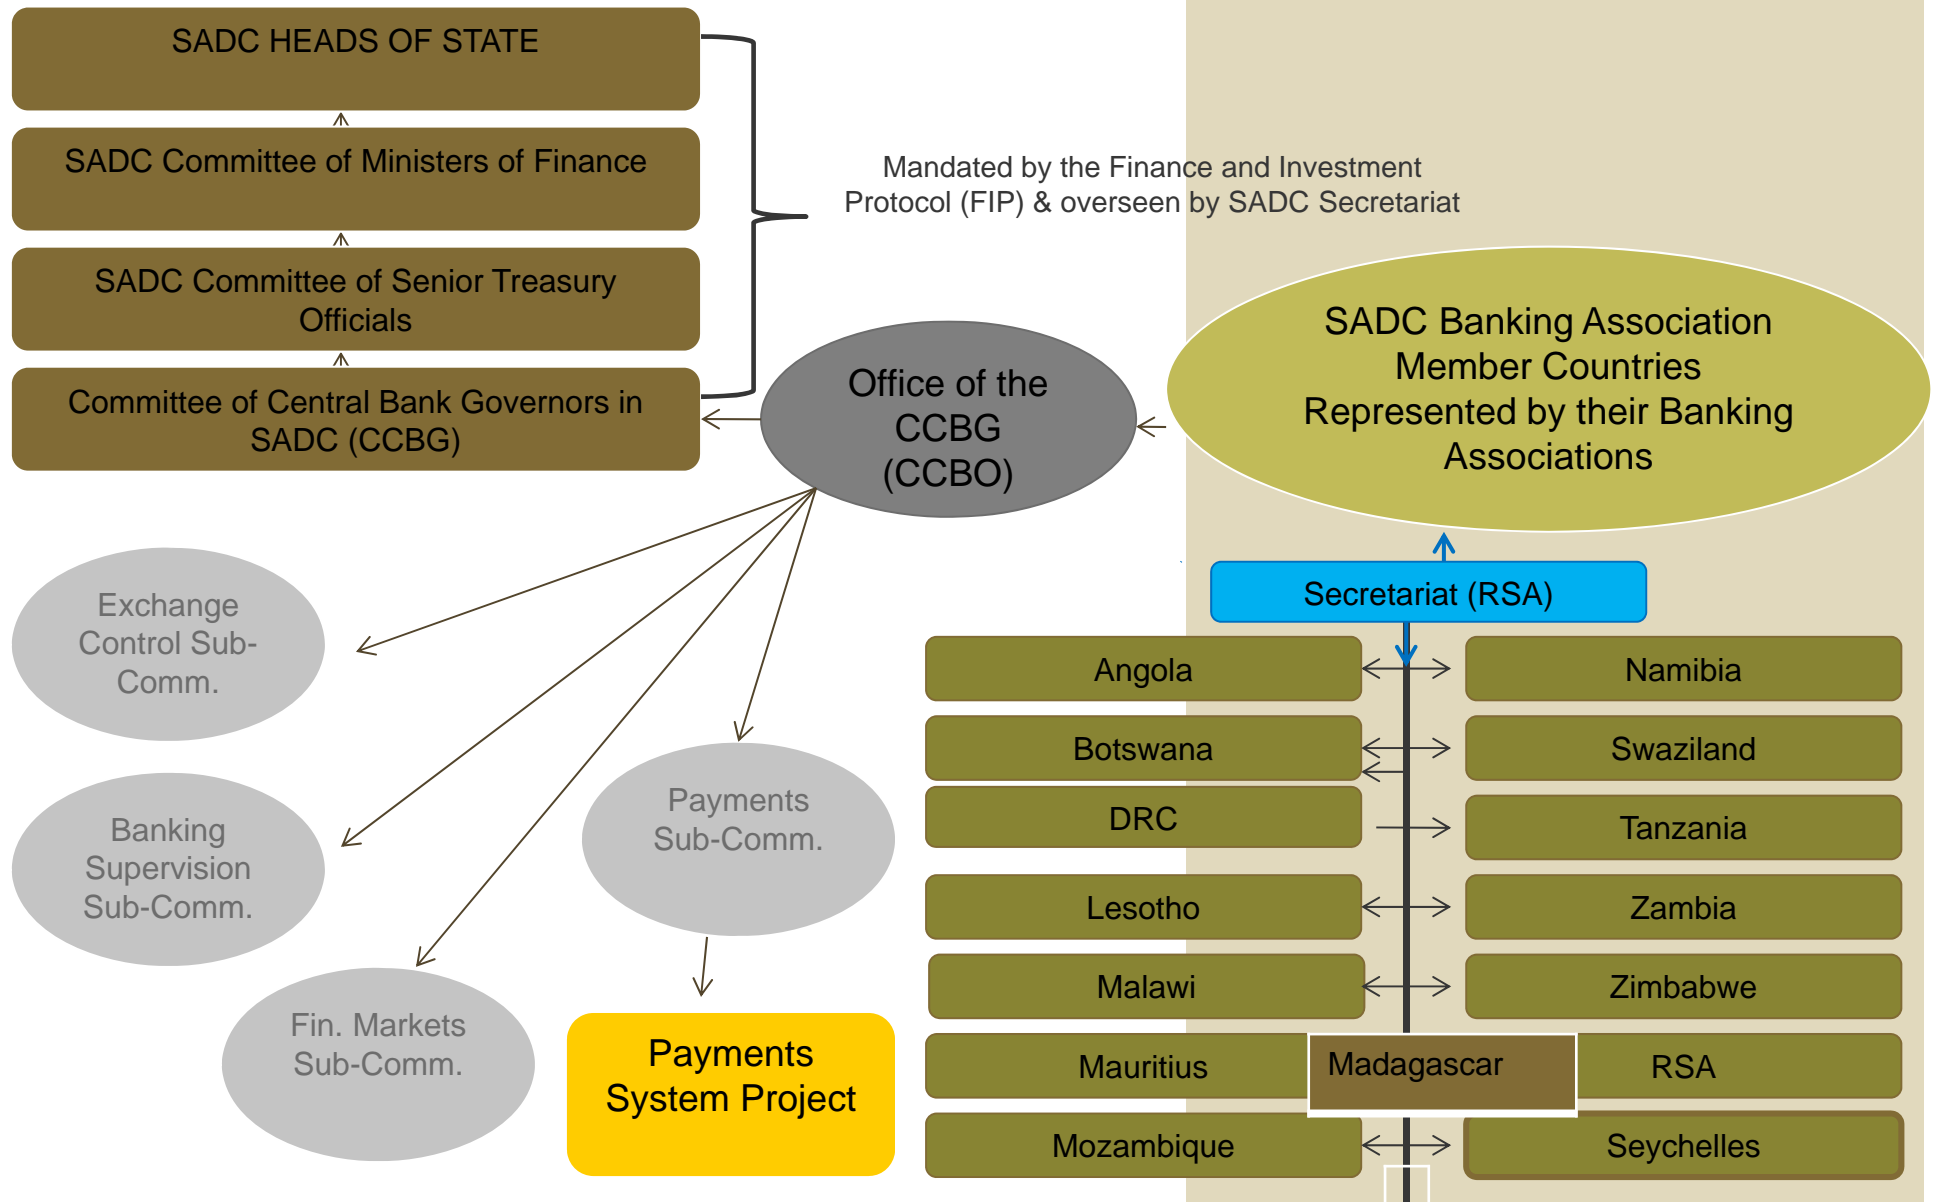 SADC HEADS OF STATE
SADC Committee of Ministers of Finance
SADC Committee of Senior Treasury
Officials
Committee of Central Bank Governors in
SADC (CCBG)
Mandated by the Finance and Investment
Protocol (FIP) & overseen by SADC Secretariat
Office of the
CCBG
(CCBO)
SADC Banking Association
Member Countries
Represented by their Banking
Associations
Secretariat (RSA)
Exchange
Control Sub-
Comm.
Banking
Supervision
Sub-Comm.
Fin. Markets
Sub-Comm.
Payments
Sub-Comm.
Payments
System Project
Angola
Namibia
Botswana
Swaziland
DRC
Tanzania
Lesotho
Zambia
Malawi
Zimbabwe
Mauritius
Madagascar
RSA
Mozambique
Seychelles